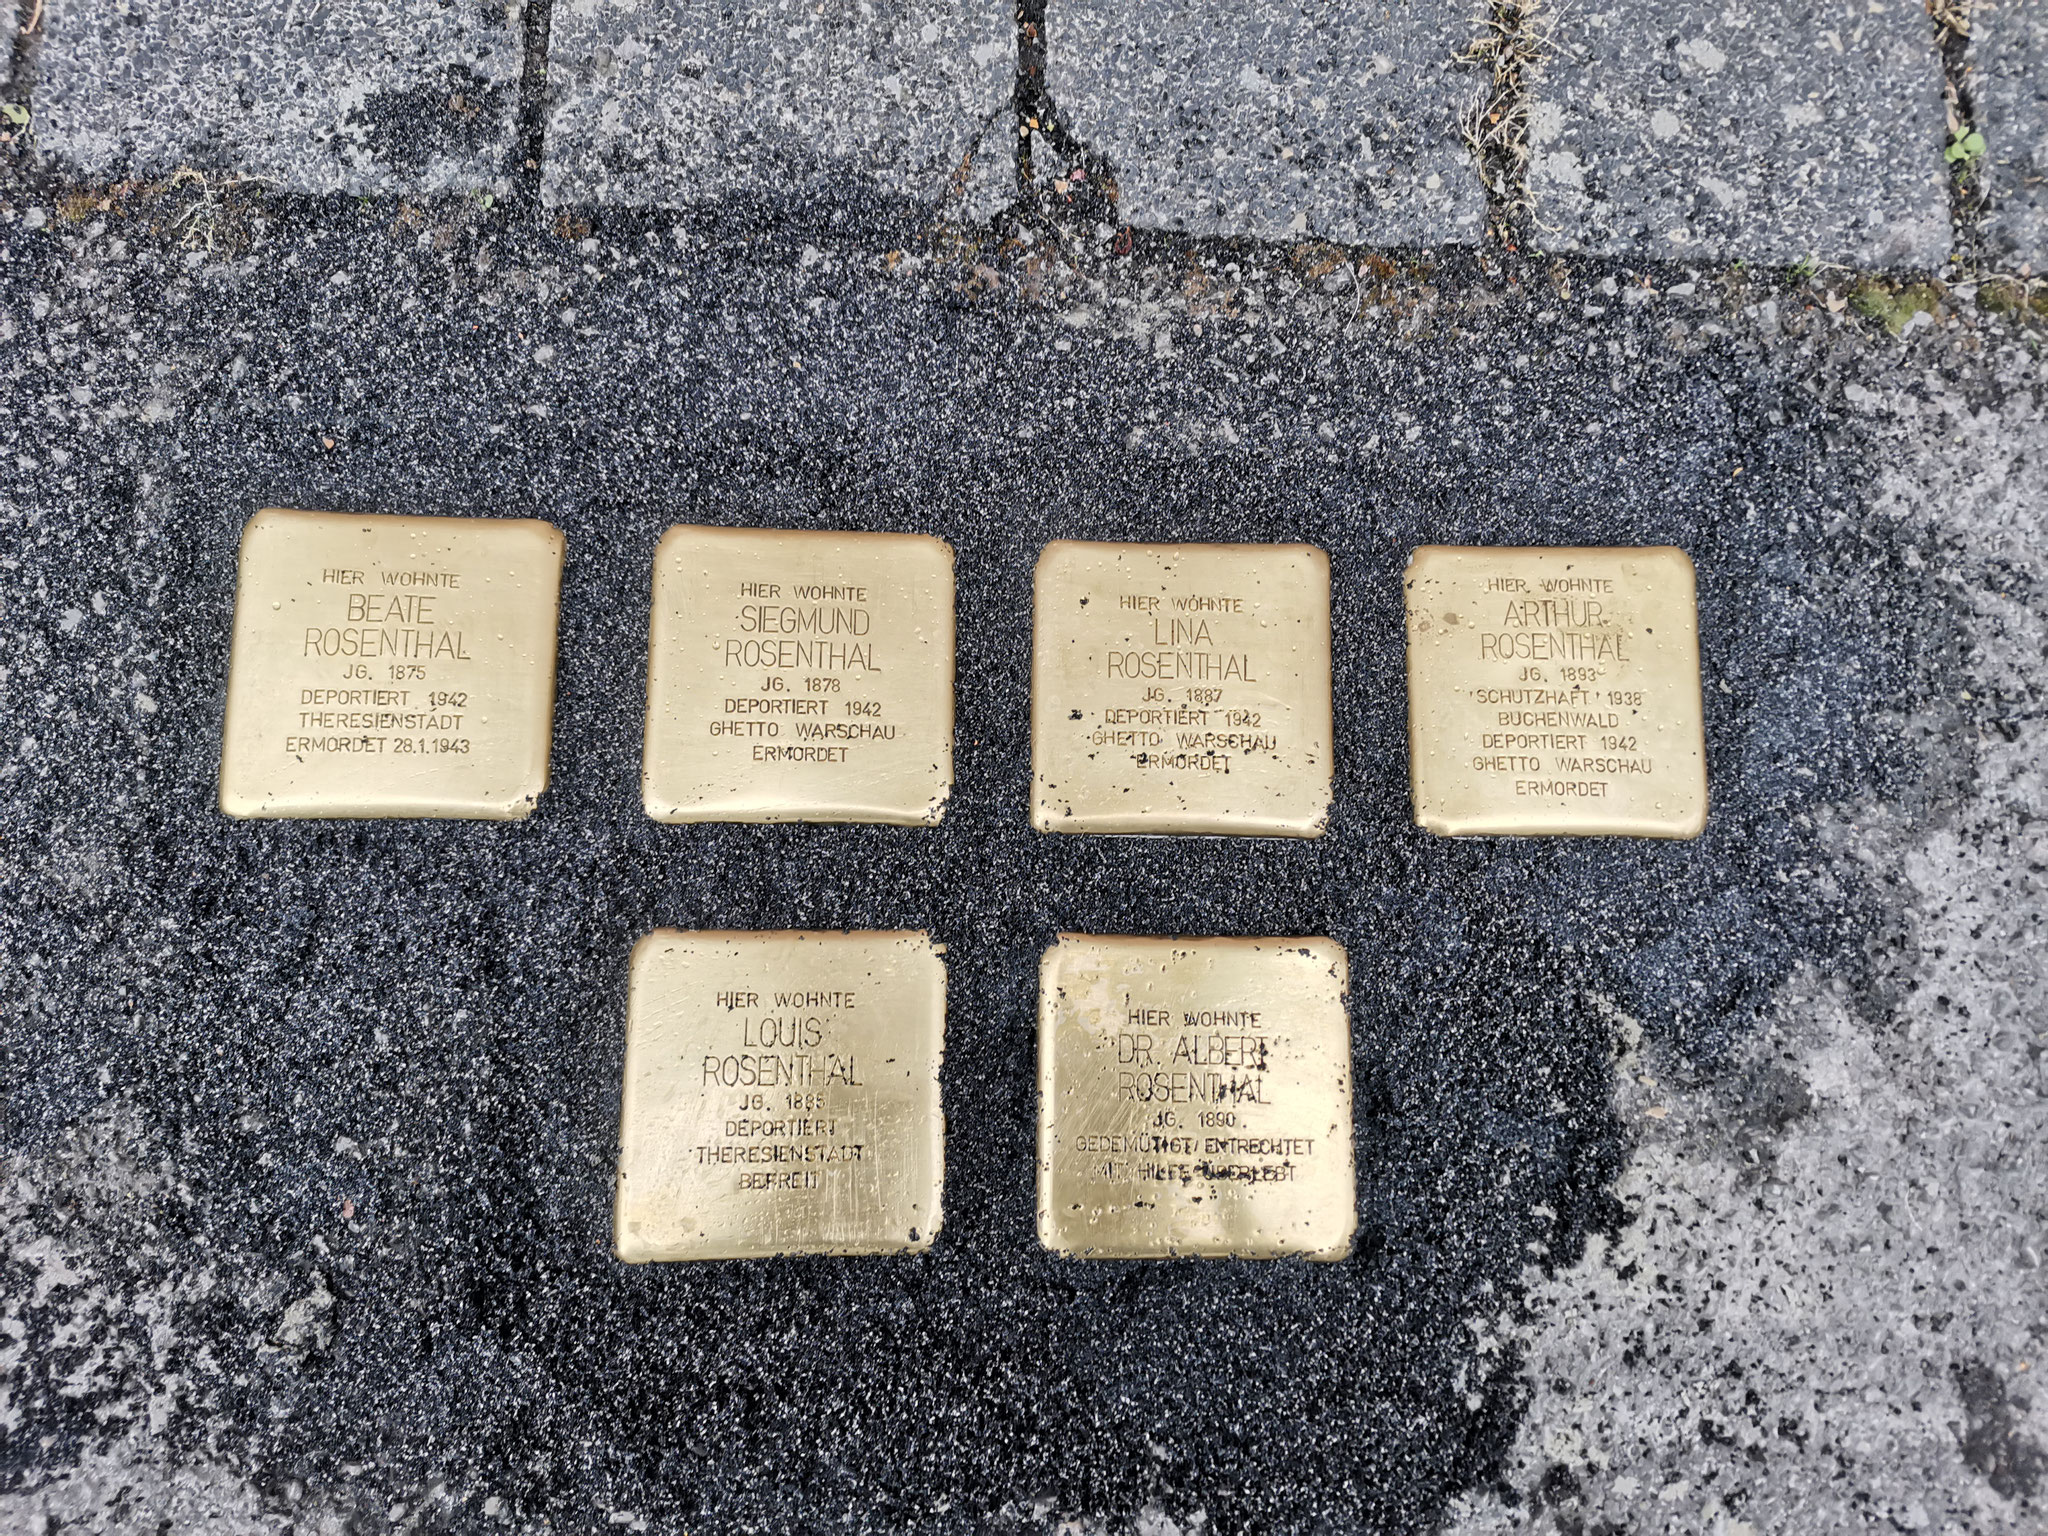 HIER WOHNTE
BEATE
ROSENTHAL
JG. 1875
DEPORTIERT 1942
THERESIENSTADT
ERMORDET 28.1.1943
HIER WOHNTE
SIEGMUND
ROSENTHAL
JG. 1878
DEPORTIERT 1942
GHETTO WARSCHAU
ERMORDET
HIER WOHNTE
LINA
ROSENTHAL
JG. 1887
DEPORTIERT 1942
GHETTO WARSCHAU
ERMORDET
HIER WOHNTE
ARTHUR
ROSENTHAL
JG. 1893
'SCHUTZHAFT' 1938
BUCHENWALD
DEPORTIERT 1942
GHETTO WARSCHAU
ERMORDET
HIER WOHNTE
LOUIS
ROSENTHAL
JG. 1885
DEPORTIERT
THERESIENSTADT
BEFREIT
HIER WOHNTE
DR. ALBERT
ROSENTHAL
JG. 1890
GEDEMÜTIGT/ENTRECHTET
MIT HILFE ÜBERLEBT